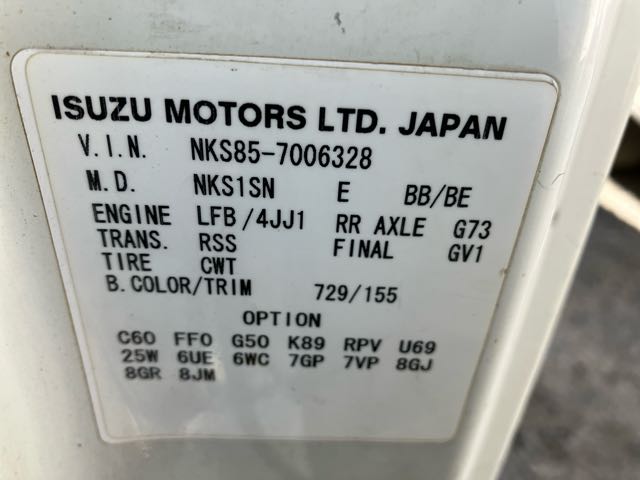 ISUZU MOTORS LTD. JAPAN
V.I.N. NKS85-7006328
M.D. NKS1SN E BB/BE
ENGINE LFB/4JJ1 RR AXLE G73
TRANS. RSS FINAL GV1
TIRE CWT
B.COLOR/TRIM 729/155
OPTION
C60 FF0 G50 K89 RPV U69
25W 6UE 6WC 7GP 7VP 8GJ
8GR 8JM